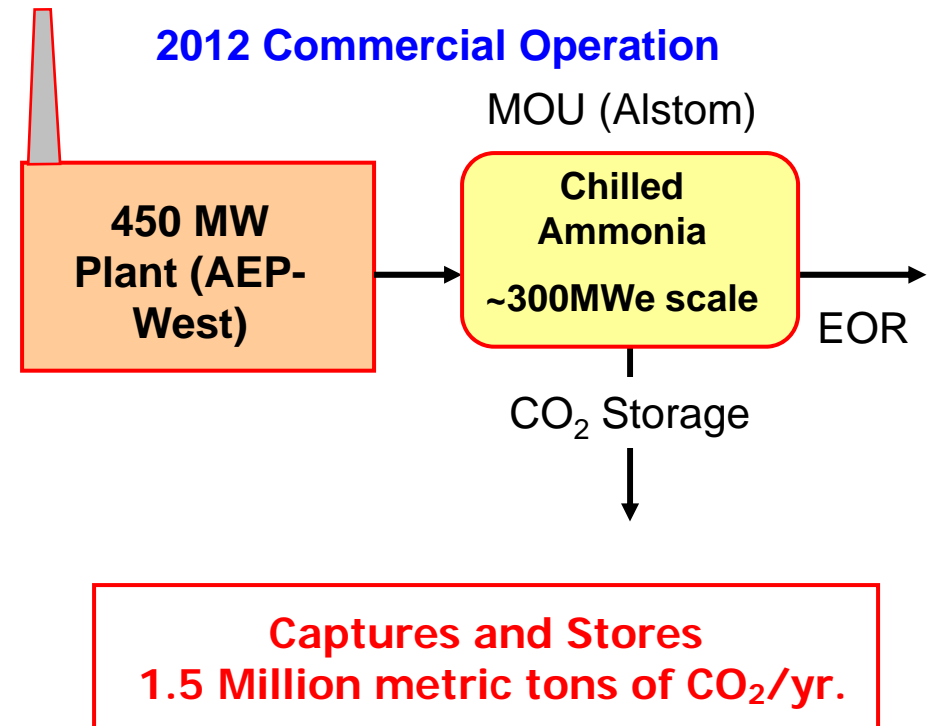 2012 Commercial Operation
MOU (Alstom)
450 MW
Plant (AEP-
West)
Chilled
Ammonia
~300MWe scale
EOR
CO₂ Storage
Captures and Stores
1.5 Million metric tons of CO₂/yr.